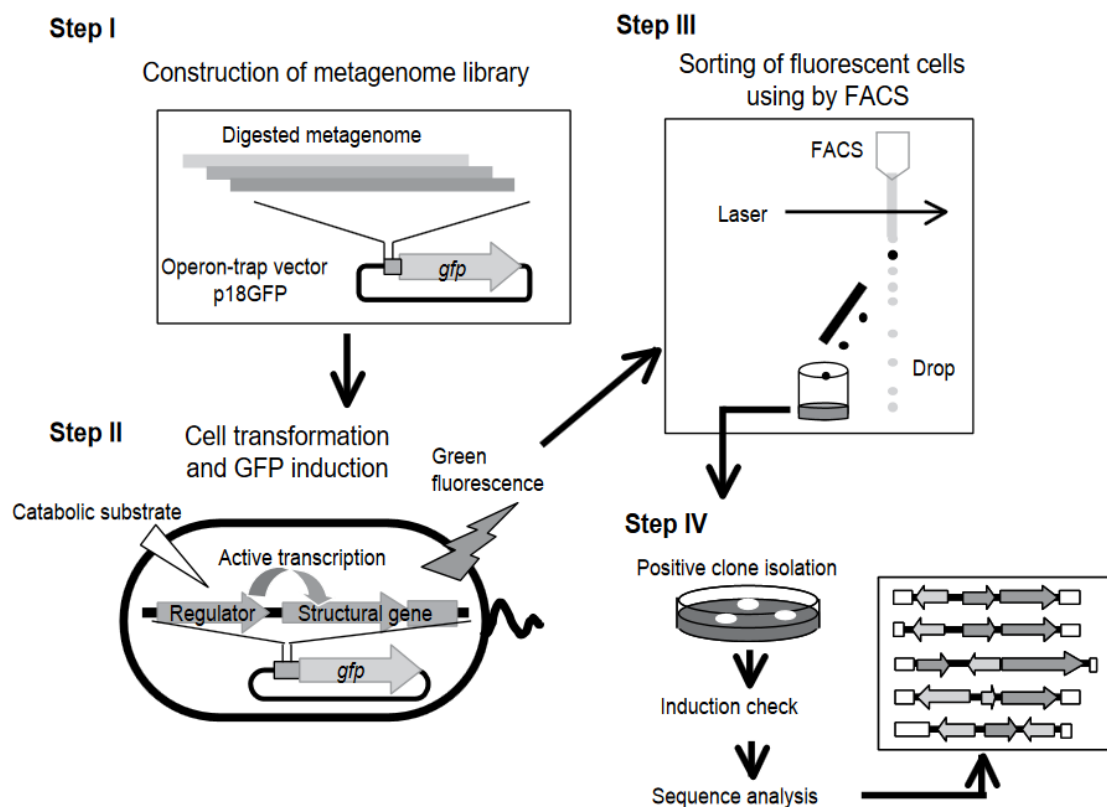 Step I
Construction of metagenome library
Digested metagenome
Operon-trap vector
p18GFP
gfp
Step II
Cell transformation
and GFP induction
Green
fluorescence
Catabolic substrate
Active transcription
Regulator
Structural gene
gfp
Step III
Sorting of fluorescent cells
using by FACS
FACS
Laser
Drop
Step IV
Positive clone isolation
Induction check
Sequence analysis